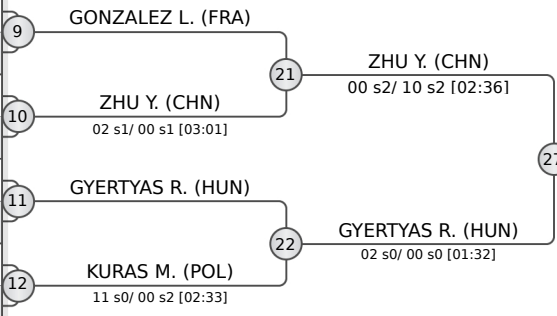 GONZALEZ L. (FRA)
9
ZHU Y. (CHN)
21
00 s2/ 10 s2 [02:36]
ZHU Y. (CHN)
10
02 s1/ 00 s1 [03:01]
27
GYERTYAS R. (HUN)
11
GYERTYAS R. (HUN)
22
02 s0/ 00 s0 [01:32]
KURAS M. (POL)
12
11 s0/ 00 s2 [02:33]